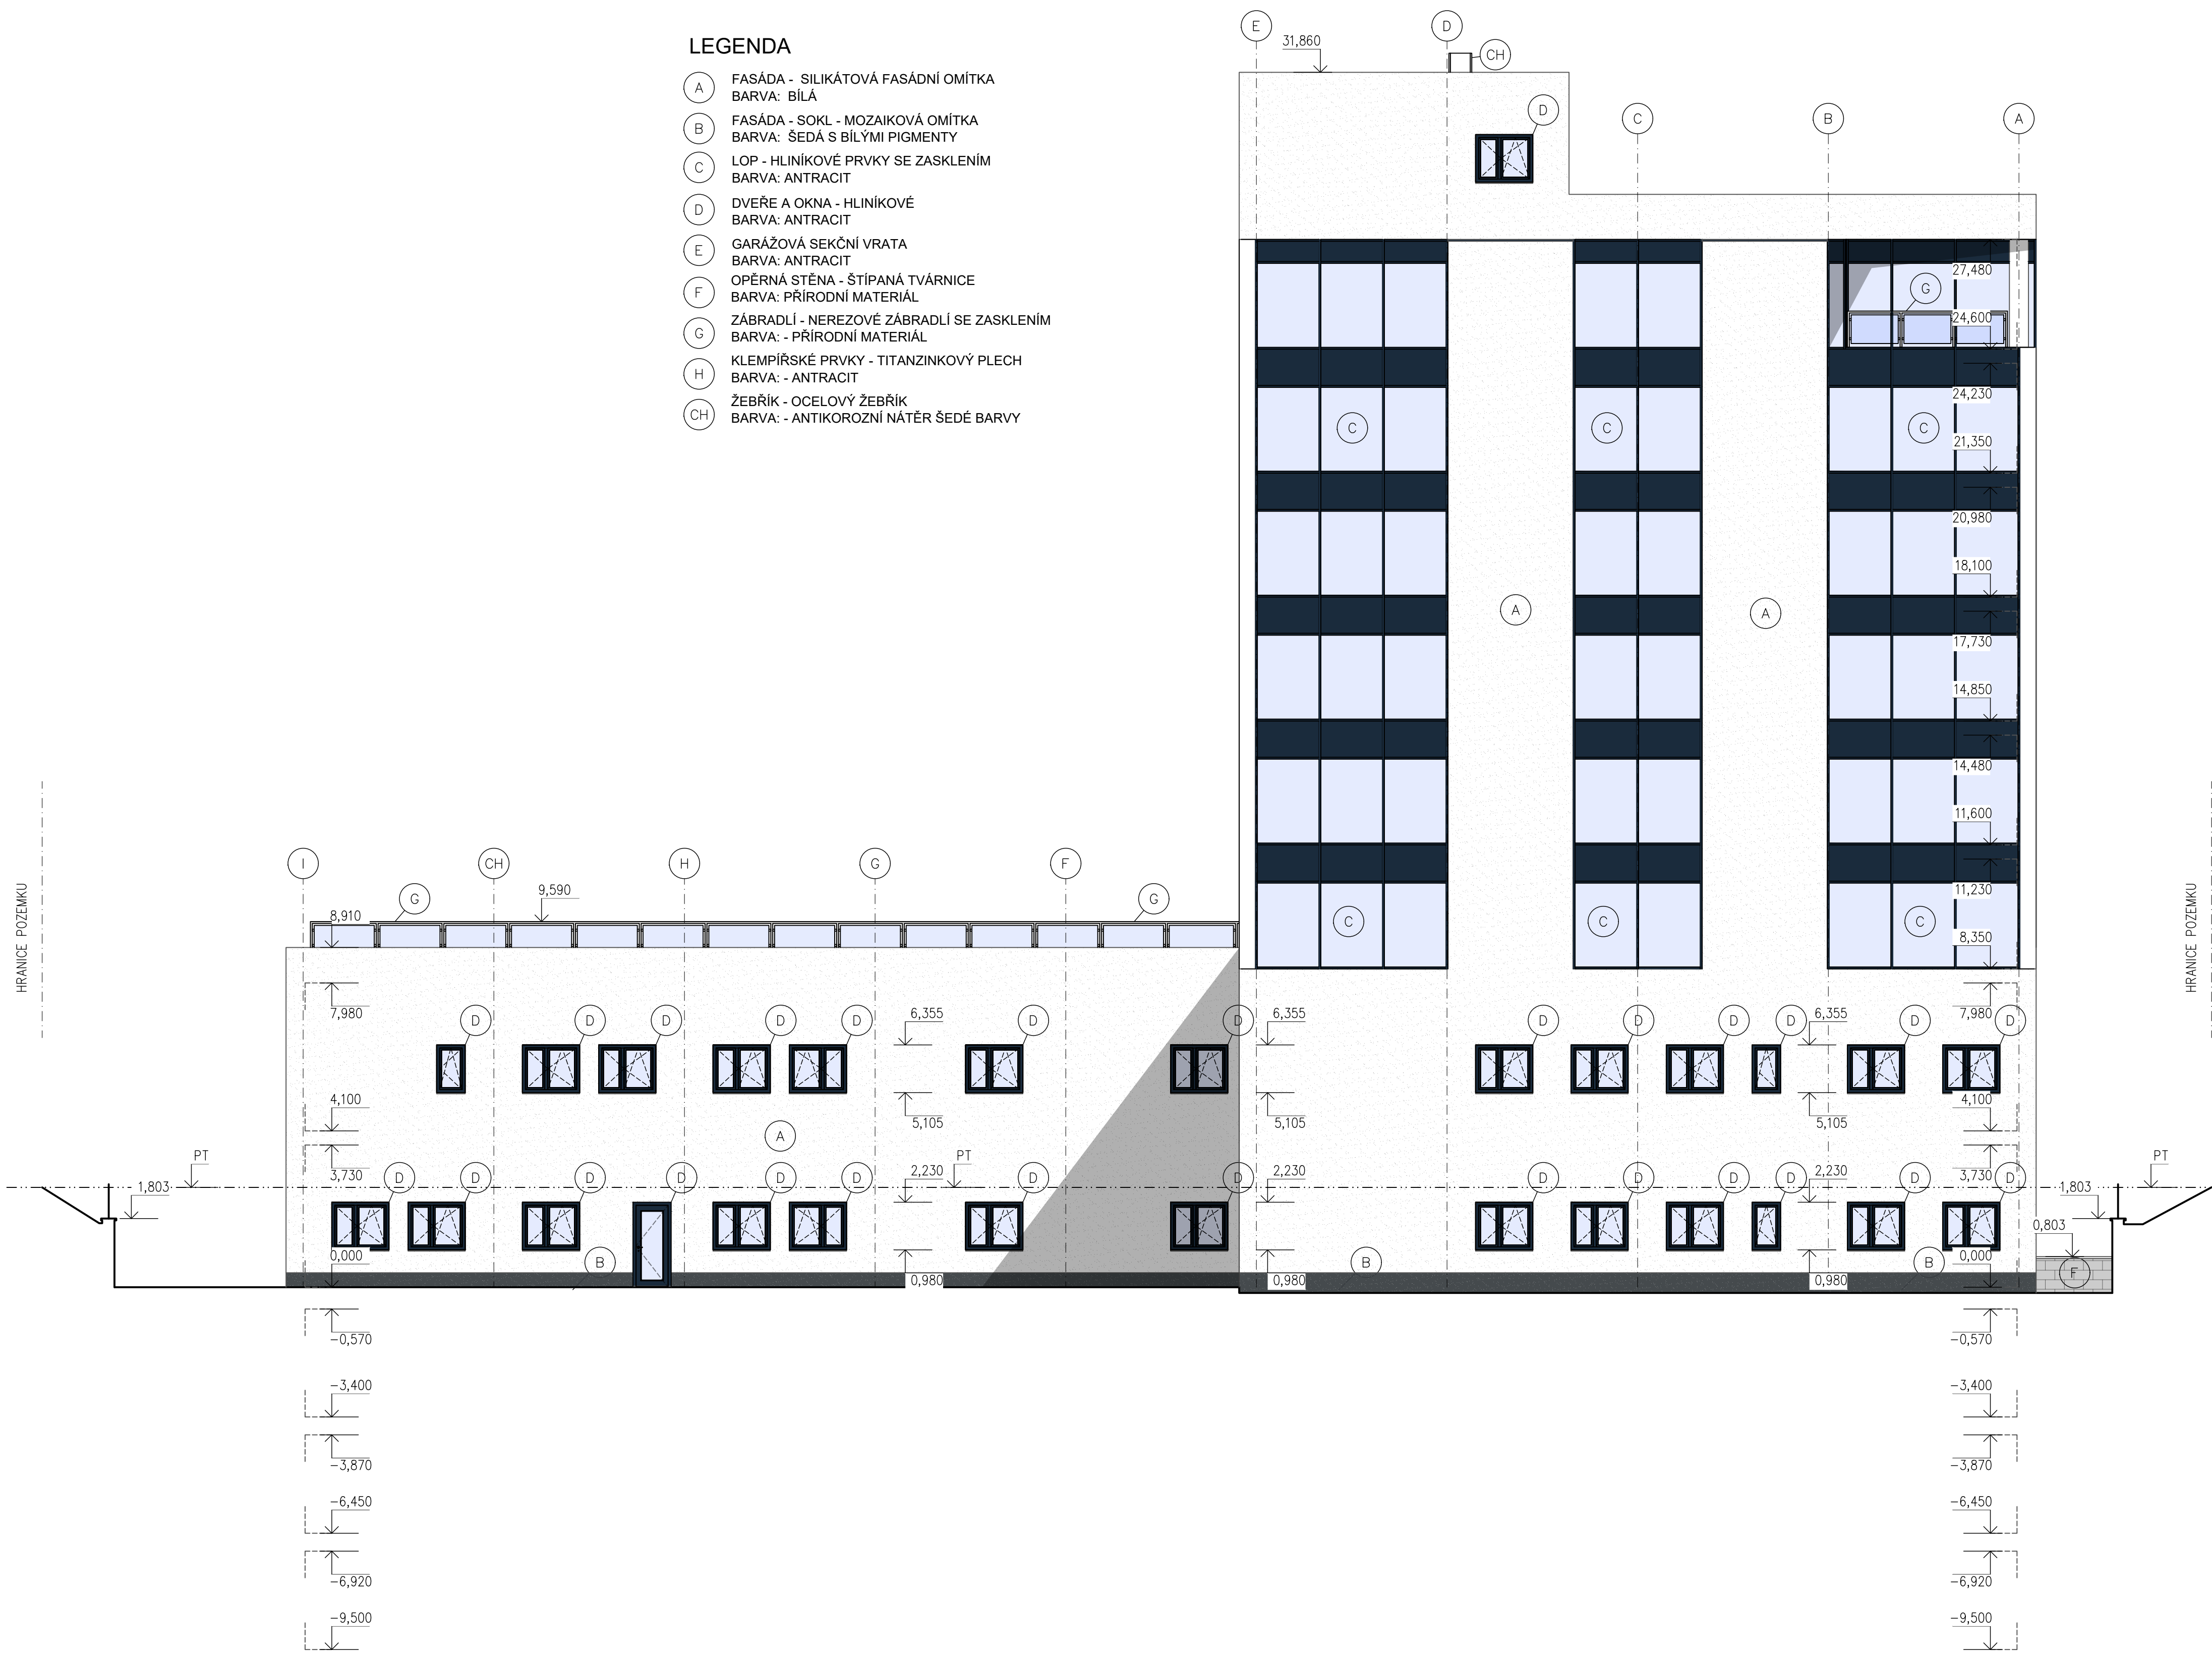 LEGENDA
A FASÁDA - SILIKÁTOVÁ FASÁDNÍ OMÍTKA
BARVA: BÍLÁ
B FASÁDA - SOKL - MOZAIKOVÁ OMÍTKA
BARVA: ŠEDÁ S BÍLÝMI PIGMENTY
C LOP - HLINÍKOVÉ PRVKY SE ZASKLENÍM
BARVA: ANTRACIT
D DVEŘE A OKNA - HLINÍKOVÉ
BARVA: ANTRACIT
E GARÁŽOVÁ SEKČNÍ VRATA
BARVA: ANTRACIT
F OPĚRNÁ STĚNA - ŠTÍPANÁ TVÁRNICE
BARVA: PŘÍRODNÍ MATERIÁL
G ZÁBRADLÍ - NEREZOVÉ ZÁBRADLÍ SE ZASKLENÍM
BARVA: - PŘÍRODNÍ MATERIÁL
H KLEMPÍŘSKÉ PRVKY - TITANZINKOVÝ PLECH
BARVA: - ANTRACIT
CH ŽEBŘÍK - OCELOVÝ ŽEBŘÍK
BARVA: - ANTIKOROZNÍ NÁTĚR ŠEDÉ BARVY
E D
31,860 CH
D C B A
27,480
G
24,600
24,230
C C C
21,350
20,980
18,100
A A
17,730
14,850
14,480
11,600
I CH H G F
11,230
HRANICE POZEMKU
HRANICE POZEMKU
9,590
G G
8,910
C C C
8,350
7,980 7,980
D D D D D D D D D D D D D
6,355 6,355 6,355
4,100 4,100
5,105 5,105 5,105
A
PT PT PT
3,730 3,730
D D D D D D D D D D D D D D
2,230 2,230 2,230
1,803 1,803
0,803
0,000 0,000
B B B
F
0,980 0,980 0,980
-0,570 -0,570
-3,400 -3,400
-3,870 -3,870
-6,450 -6,450
-6,920 -6,920
-9,500 -9,500